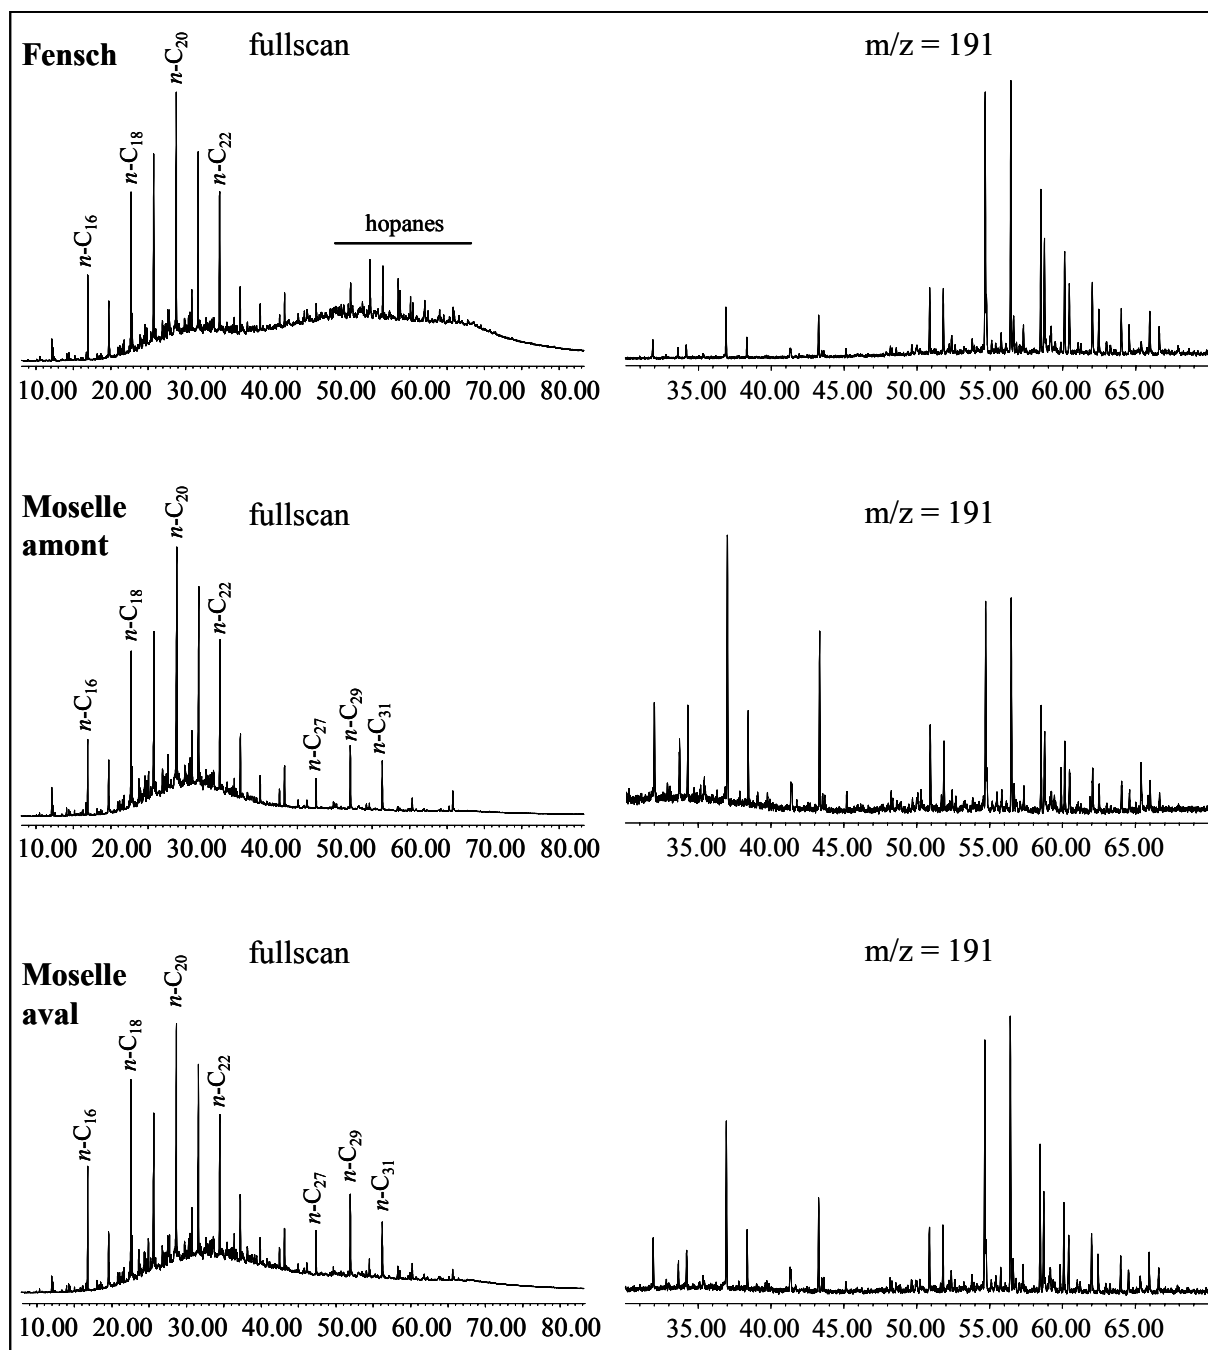 Fensch
fullscan
m/z = 191
n-C20
n-C18
n-C22
n-C16
hopanes
10.00 20.00 30.00 40.00 50.00 60.00 70.00 80.00
35.00 40.00 45.00 50.00 55.00 60.00 65.00
Moselle
amont
fullscan
m/z = 191
n-C20
n-C18
n-C22
n-C16
n-C27
n-C29
n-C31
10.00 20.00 30.00 40.00 50.00 60.00 70.00 80.00
35.00 40.00 45.00 50.00 55.00 60.00 65.00
Moselle
aval
fullscan
m/z = 191
n-C20
n-C18
n-C22
n-C16
n-C27
n-C29
n-C31
10.00 20.00 30.00 40.00 50.00 60.00 70.00 80.00
35.00 40.00 45.00 50.00 55.00 60.00 65.00